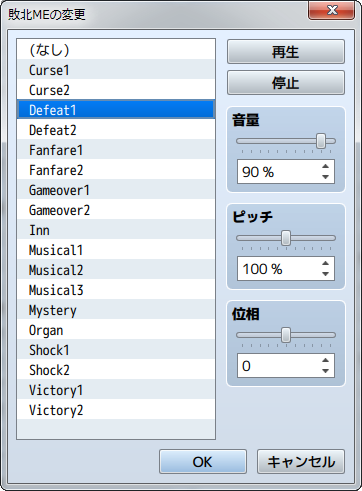 敗北MEの変更
(なし)
Curse1
Curse2
Defeat1
Defeat2
Fanfare1
Fanfare2
Gameover1
Gameover2
Inn
Musical1
Musical2
Musical3
Mystery
Organ
Shock1
Shock2
Victory1
Victory2
再生
停止
音量
90 %
ピッチ
100 %
位相
0
OK
キャンセル